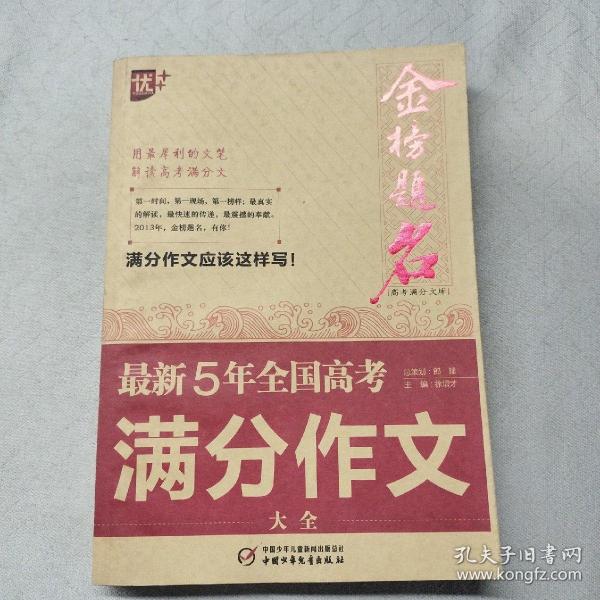 优++
金榜题名
高考满分文库
用最犀利的文笔
解读高考满分文
第一时间,第一现场,第一榜样;最真实
的解读,最快速的传递,最震撼的奉献。
2013年,金榜题名,有你!
满分作文应该这样写!
最新5年全国高考
总策划:
主 编:
满分作文
大全
中国少年儿童新闻出版总社
中国少年儿童出版社
孔夫子旧书网
www.kongfz.com